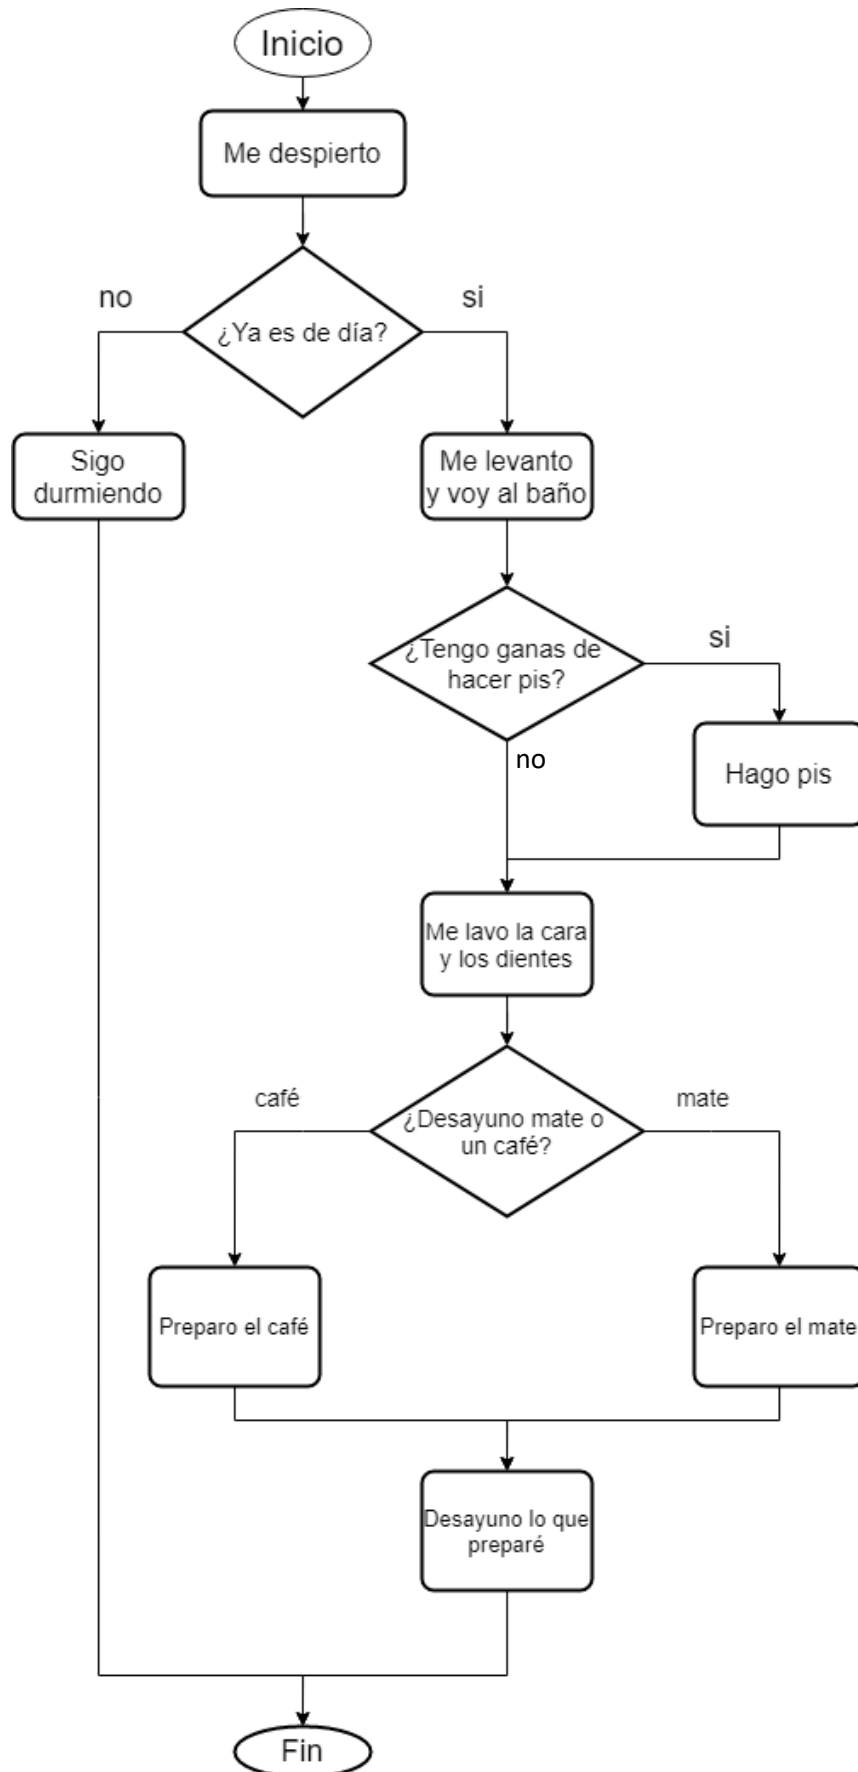 Inicio
Me despierto
no
si
¿Ya es de día?
Sigo
durmiendo
Me levanto
y voy al baño
¿Tengo ganas de
hacer pis?
si
no
Hago pis
Me lavo la cara
y los dientes
café
mate
¿Desayuno mate o
un café?
Preparo el café
Preparo el mate
Desayuno lo que
preparé
Fin